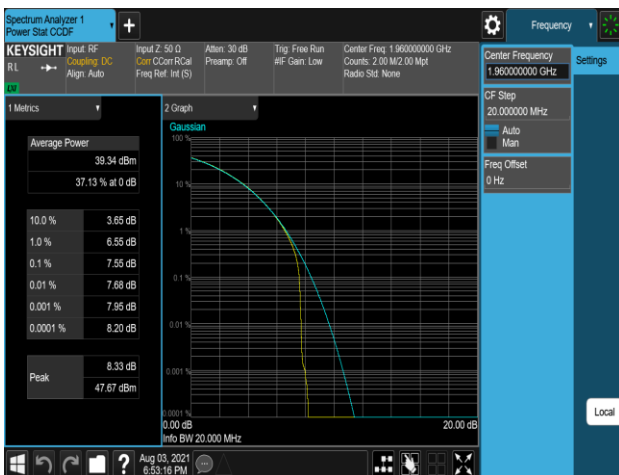 Spectrum Analyzer 1
Power Stat CCDF
+
Frequency
KEYSIGHT
RL
LXI
Input: RF
Coupling: DC
Align: Auto
Input Z: 50 Ω
Corr CCorr RCal
Freq Ref: Int (S)
Atten: 30 dB
Preamp: Off
Trig: Free Run
#IF Gain: Low
Center Freq: 1.960000000 GHz
Counts: 2.00 M/2.00 Mpt
Radio Std: None
Center Frequency
1.960000000 GHz
Settings
CF Step
20.000000 MHz
Auto
Man
Freq Offset
0 Hz
Local
1 Metrics
Average Power
39.34 dBm
37.13 % at 0 dB
10.0 % 3.65 dB
1.0 % 6.55 dB
0.1 % 7.55 dB
0.01 % 7.68 dB
0.001 % 7.95 dB
0.0001 % 8.20 dB
Peak
8.33 dB
47.67 dBm
2 Graph
Gaussian
100 %
10 %
1 %
0.1 %
0.01 %
0.001 %
0.0001 %
0.00 dB 20.00 dB
Info BW 20.000 MHz
?
Aug 03, 2021
6:53:16 PM